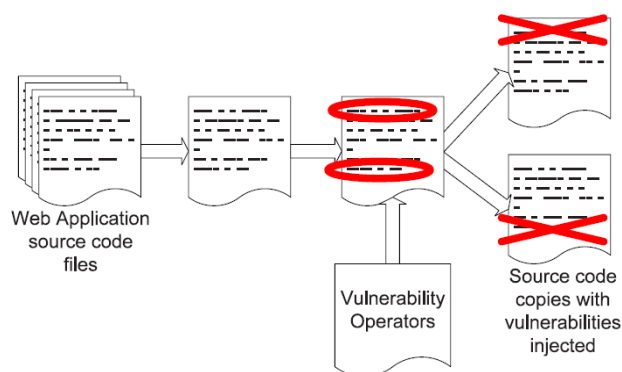 Web Application
source code
files
Vulnerability
Operators
Source code
copies with
vulnerabilities
injected